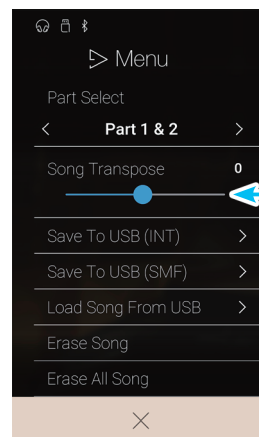 Menu
Part Select
Part 1 & 2
Song Transpose 0
Save To USB (INT)
Save To USB (SMF)
Load Song From USB
Erase Song
Erase All Song